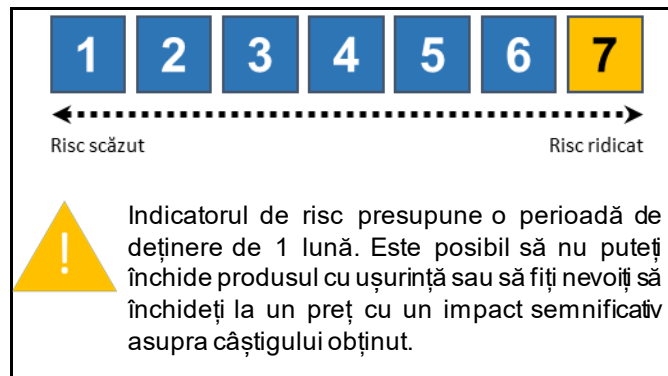 1 2 3 4 5 6 7
Risc scăzut Risc ridicat
!
Indicatorul de risc presupune o perioadă de
deținere de 1 lună. Este posibil să nu puteți
închide produsul cu ușurință sau să fiți nevoiți să
închideți la un preț cu un impact semnificativ
asupra câștigului obținut.